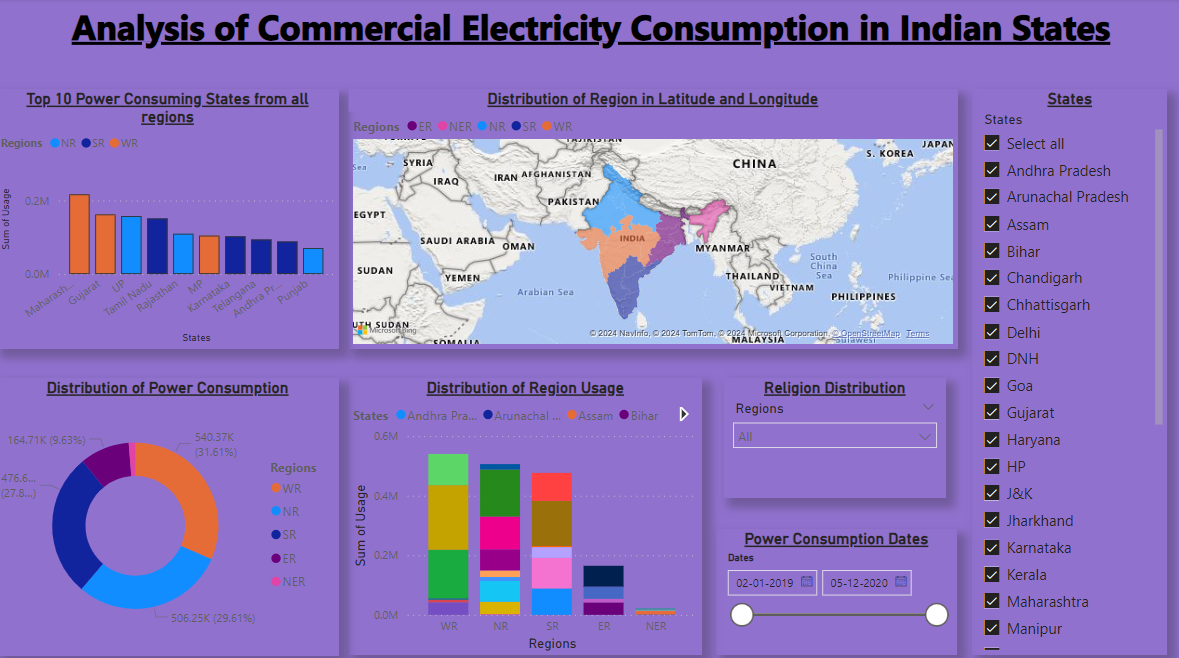 Analysis of Commercial Electricity Consumption in Indian States
Top 10 Power Consuming States from all
regions
Regions NR SR WR
Sum of Usage
0.2M
0.0M
Maharash... Gujarat UP Tamil Nadu Rajasthan MP Karnataka Telangana Andhra Pr... Punjab
States
Distribution of Region in Latitude and Longitude
Regions ER NER NR SR WR
SYRIA
IRAQ
IRAN
AFGHANISTAN
CHINA
S. KOREA
JAPAN
Sea
EGYPT
PAKISTAN
SAUDI ARABIA
OMAN
INDIA
MYANMAR
SUDAN
YEMEN
Arabian Sea
THAILAND
VIETNAM
South
China
Sea
Philippine Sea
PHILIPPINES
UTH SUDAN
SOMALIA
MALAYSIA
Sulawesi
Microsoft Bing
© 2024 NavInfo, © 2024 TomTom, © 2024 Microsoft Corporation, © OpenStreetMap Terms
States
States
Select all
Andhra Pradesh
Arunachal Pradesh
Assam
Bihar
Chandigarh
Chhattisgarh
Delhi
DNH
Goa
Gujarat
Haryana
HP
J&K
Jharkhand
Karnataka
Kerala
Maharashtra
Manipur
Distribution of Power Consumption
164.71K (9.63%)
540.37K
(31.61%)
476.6...
(27.8...)
506.25K (29.61%)
Regions
WR
NR
SR
ER
NER
Distribution of Region Usage
States Andhra Pra... Arunachal ... Assam Bihar
Sum of Usage
0.6M
0.4M
0.2M
0.0M
WR NR SR ER NER
Regions
Religion Distribution
Regions
All
Power Consumption Dates
Dates
02-01-2019 05-12-2020